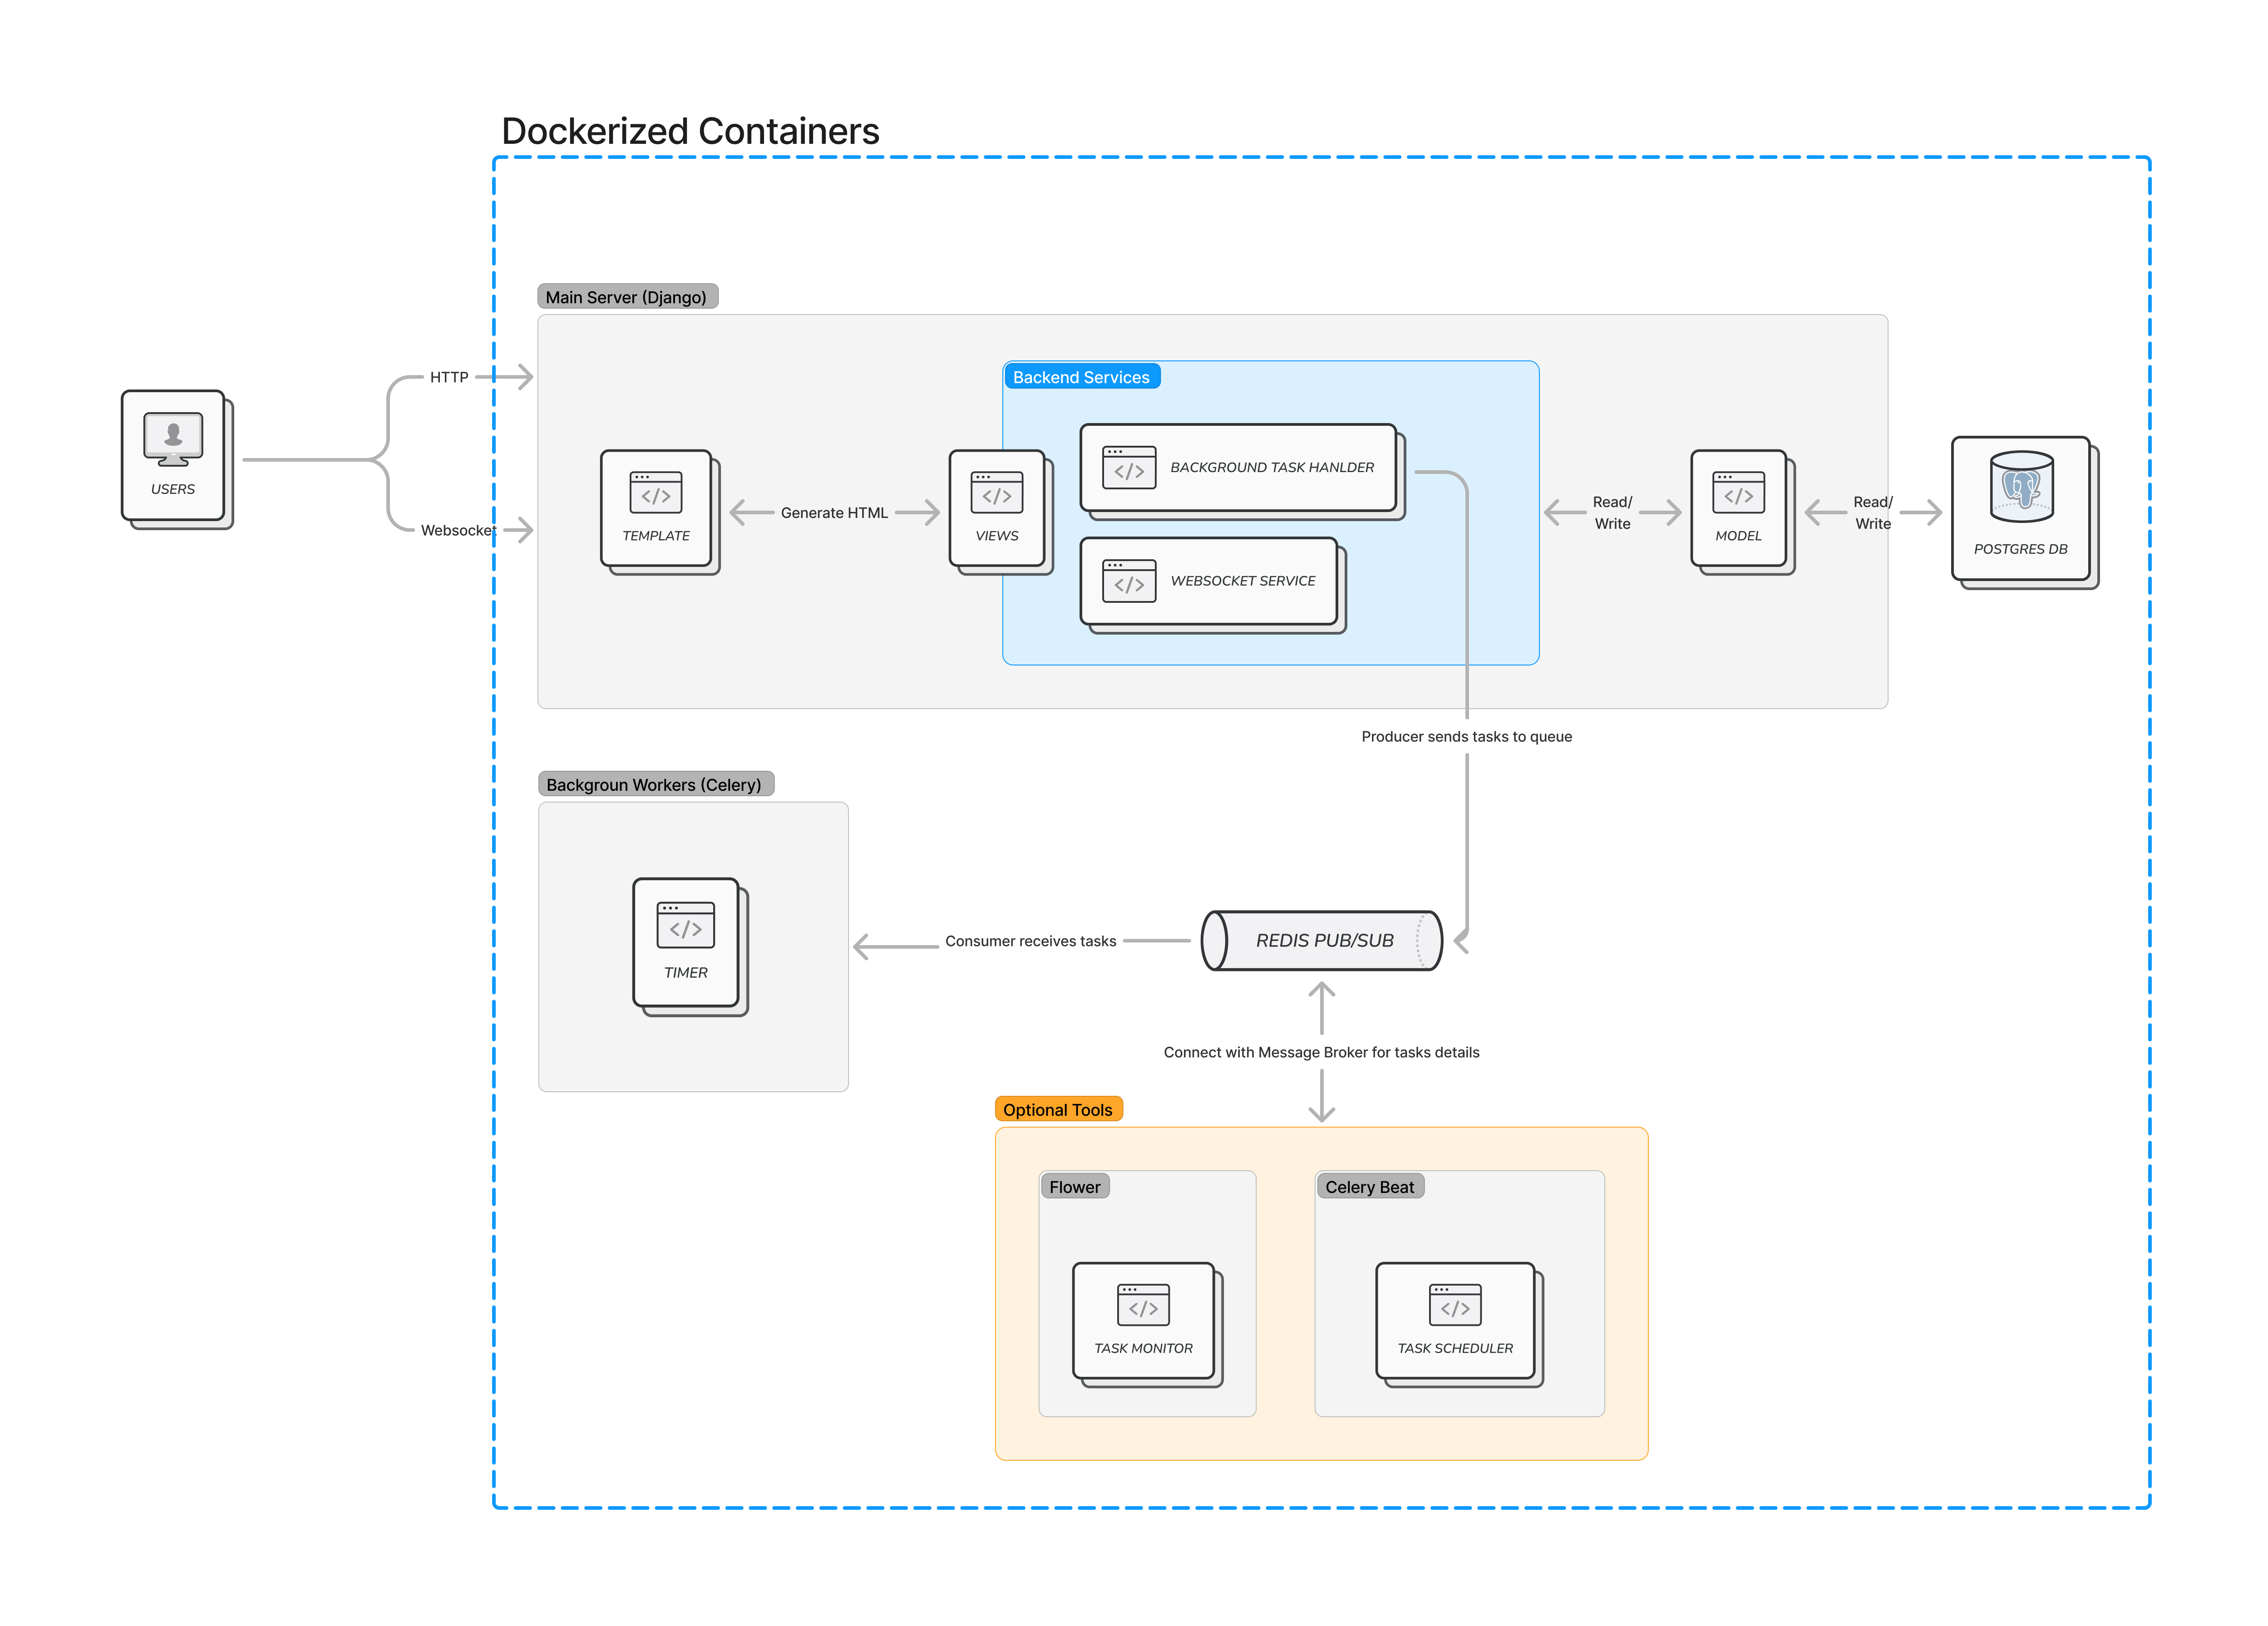 Dockerized Containers
Main Server (Django)
HTTP
Backend Services
USERS
Websocket
TEMPLATE
Generate HTML
VIEWS
BACKGROUND TASK HANLDER
WEBSOCKET SERVICE
Read/
Write
MODEL
Read/
Write
POSTGRES DB
Producer sends tasks to queue
Backgroun Workers (Celery)
TIMER
Consumer receives tasks
REDIS PUB/SUB
Connect with Message Broker for tasks details
Optional Tools
Flower
Celery Beat
TASK MONITOR
TASK SCHEDULER